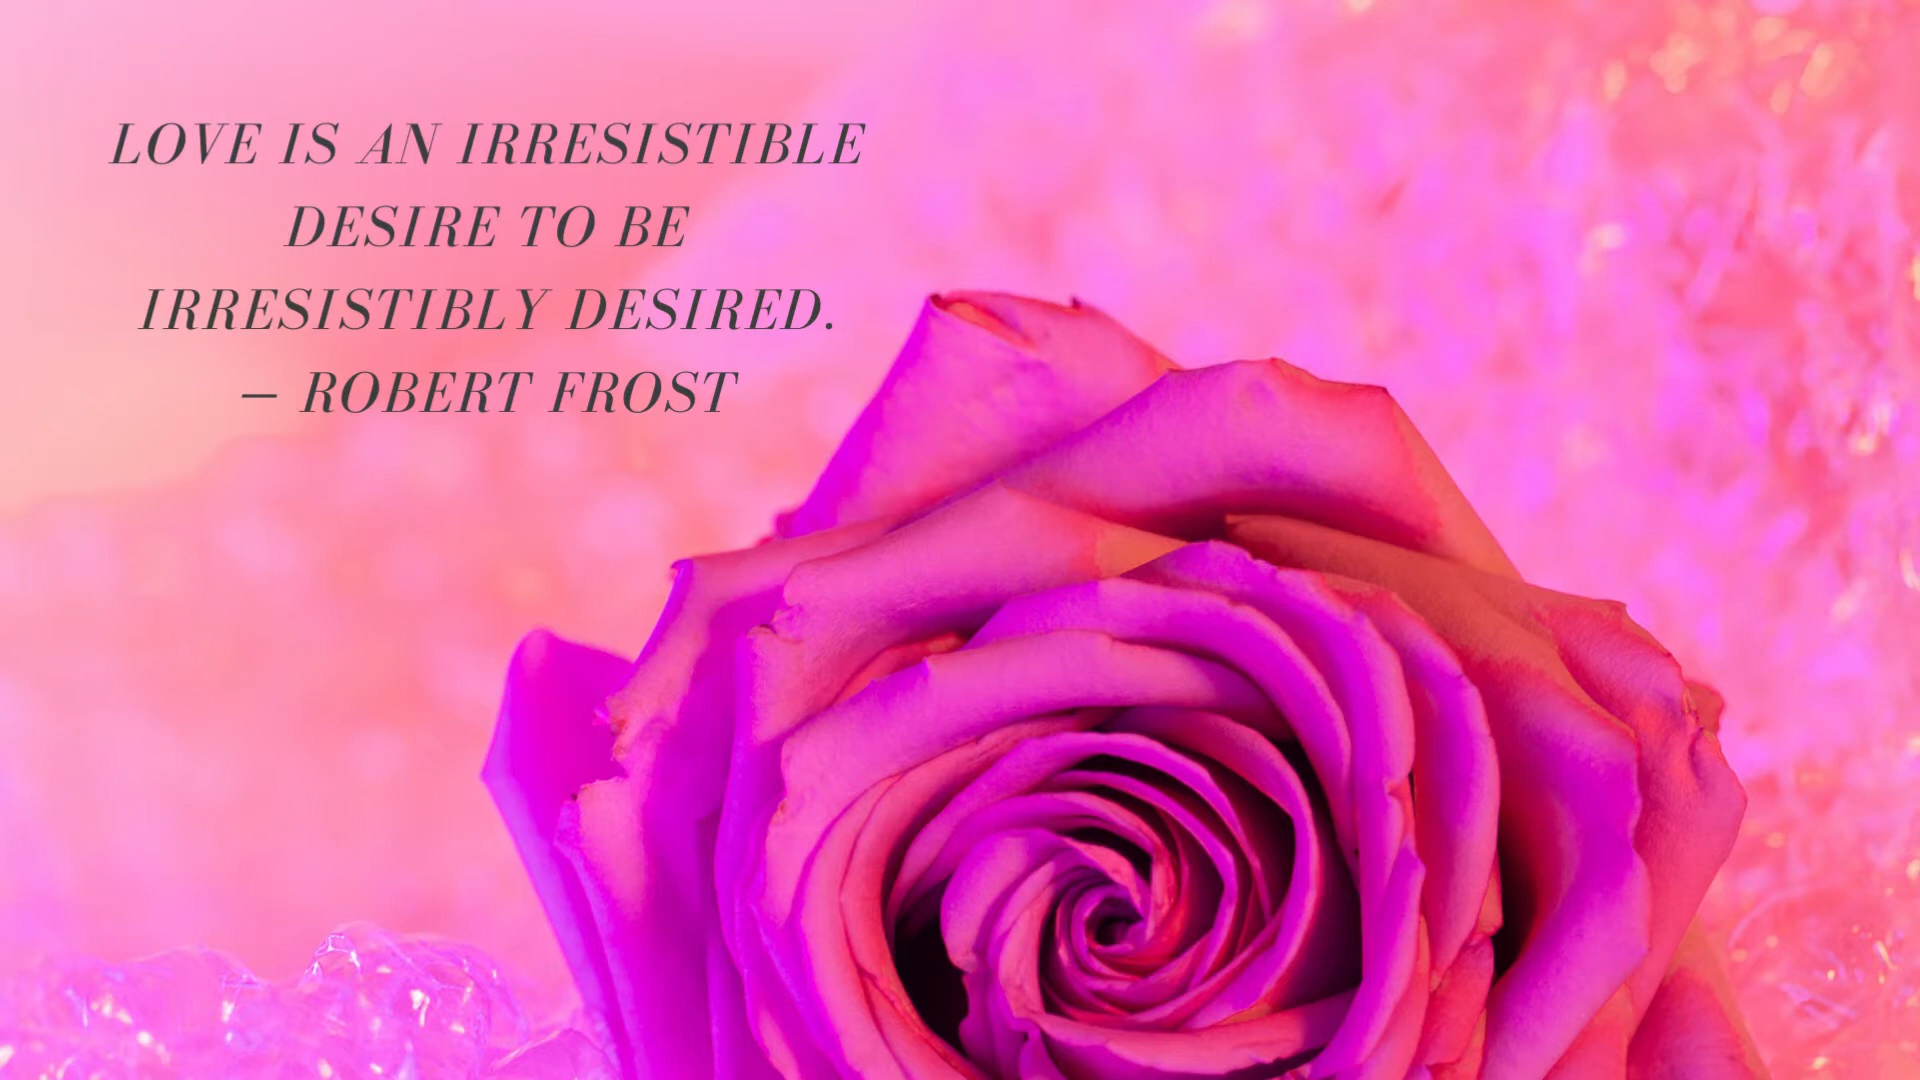 LOVE IS AN IRRESISTIBLE
DESIRE TO BE
IRRESISTIBLY DESIRED.
– ROBERT FROST